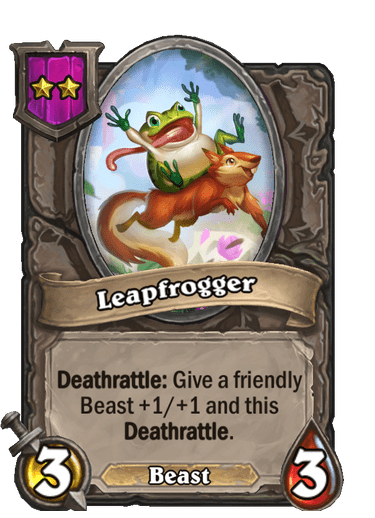 Leapfrogger
Deathrattle: Give a friendly
Beast +1/+1 and this
Deathrattle.
3
Beast
3